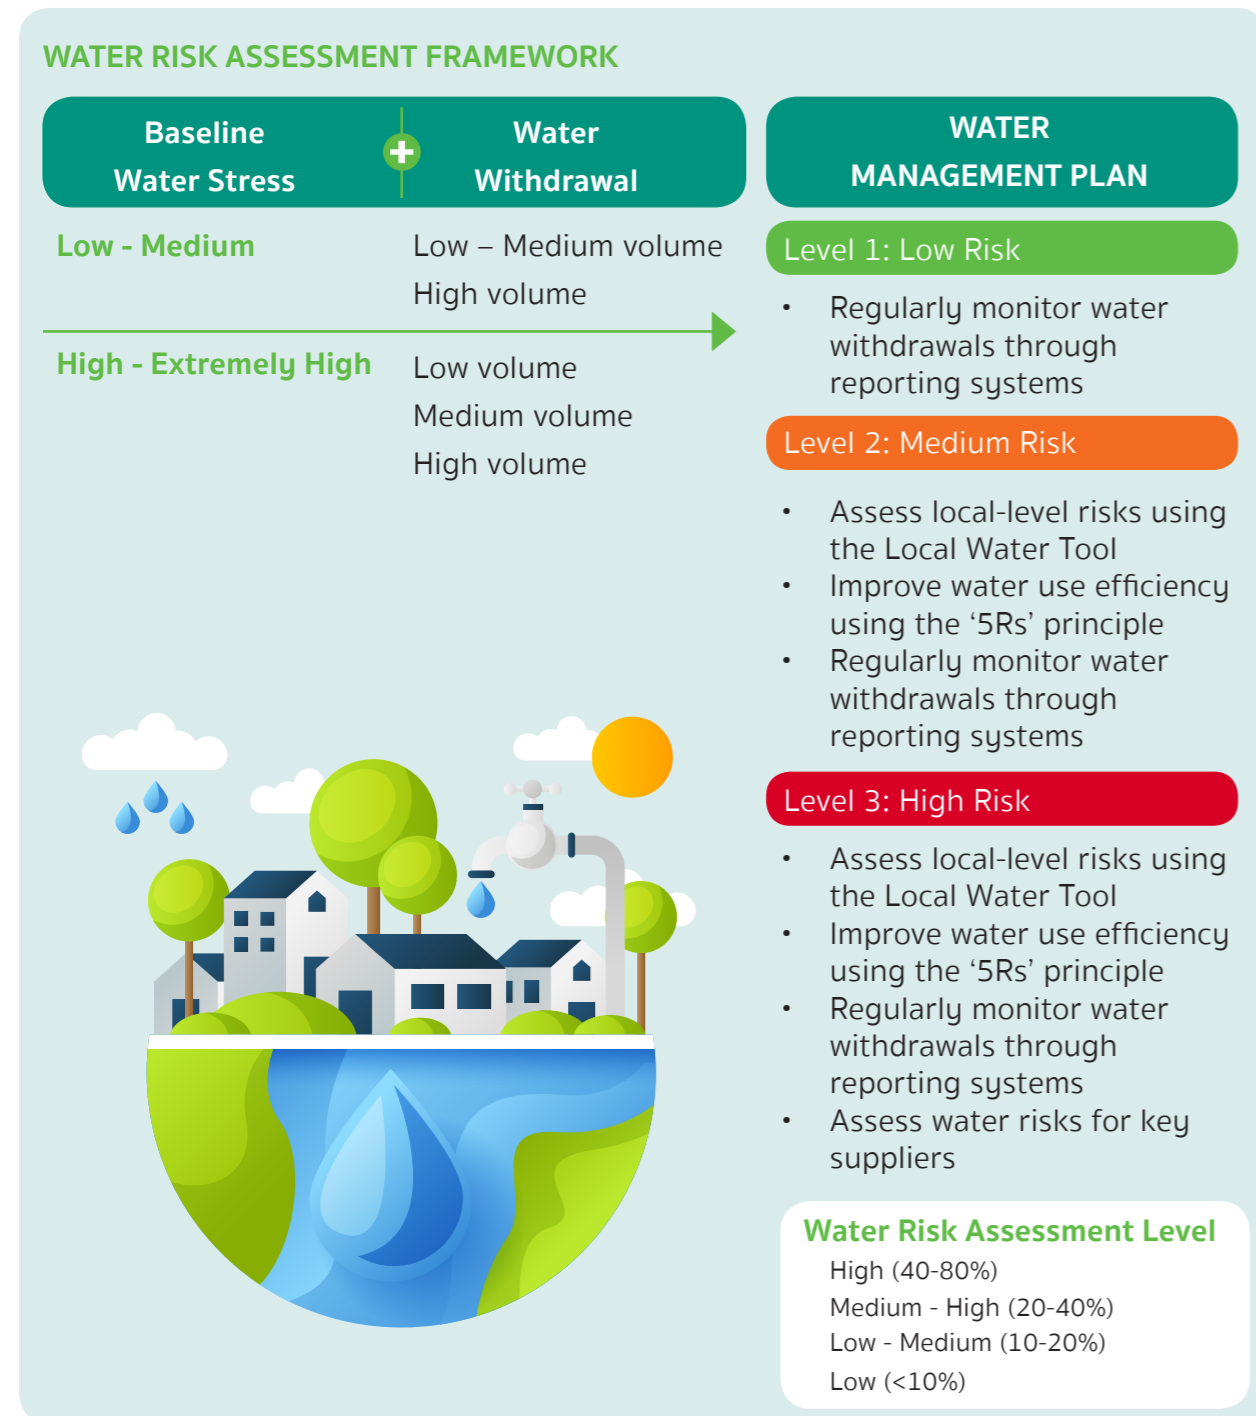 WATER RISK ASSESSMENT FRAMEWORK
Baseline
Water Stress
+
Water
Withdrawal
Low - Medium
Low – Medium volume
High volume
High - Extremely High
Low volume
Medium volume
High volume
WATER
MANAGEMENT PLAN
Level 1: Low Risk
• Regularly monitor water
withdrawals through
reporting systems
Level 2: Medium Risk
• Assess local-level risks using
the Local Water Tool
• Improve water use efficiency
using the ‘5Rs’ principle
• Regularly monitor water
withdrawals through
reporting systems
Level 3: High Risk
• Assess local-level risks using
the Local Water Tool
• Improve water use efficiency
using the ‘5Rs’ principle
• Regularly monitor water
withdrawals through
reporting systems
• Assess water risks for key
suppliers
Water Risk Assessment Level
High (40-80%)
Medium - High (20-40%)
Low - Medium (10-20%)
Low (<10%)